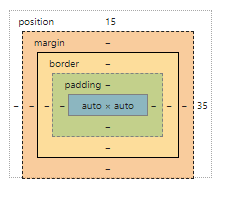 position 15
margin –
border –
padding –
– – – – auto × auto – – – 35
–
–
–